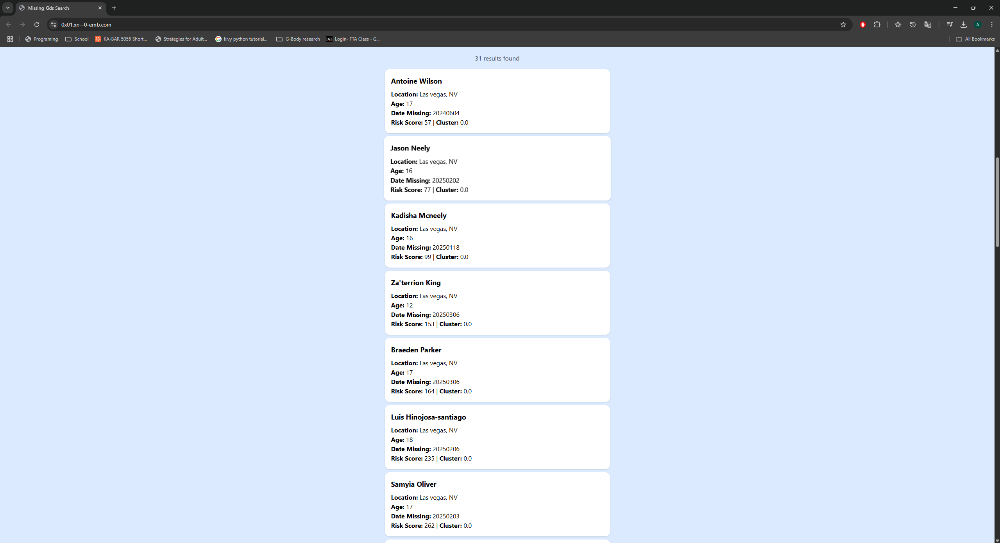 Missing Kids Search
0x01.xn--0-emb.com
A
Programing
School
KA-BAR 5055 Short...
Strategies for Adult...
kivy python tutorial...
G-Body research
D2L Login- FTA Class - G...
All Bookmarks
31 results found
Antoine Wilson
Location: Las vegas, NV
Age: 17
Date Missing: 20240604
Risk Score: 57 | Cluster: 0.0
Jason Neely
Location: Las vegas, NV
Age: 16
Date Missing: 20250202
Risk Score: 77 | Cluster: 0.0
Kadisha Mcneely
Location: Las vegas, NV
Age: 16
Date Missing: 20250118
Risk Score: 99 | Cluster: 0.0
Za'terrion King
Location: Las vegas, NV
Age: 12
Date Missing: 20250306
Risk Score: 153 | Cluster: 0.0
Braeden Parker
Location: Las vegas, NV
Age: 17
Date Missing: 20250306
Risk Score: 164 | Cluster: 0.0
Luis Hinojosa-santiago
Location: Las vegas, NV
Age: 18
Date Missing: 20250206
Risk Score: 235 | Cluster: 0.0
Samyia Oliver
Location: Las vegas, NV
Age: 17
Date Missing: 20250203
Risk Score: 262 | Cluster: 0.0